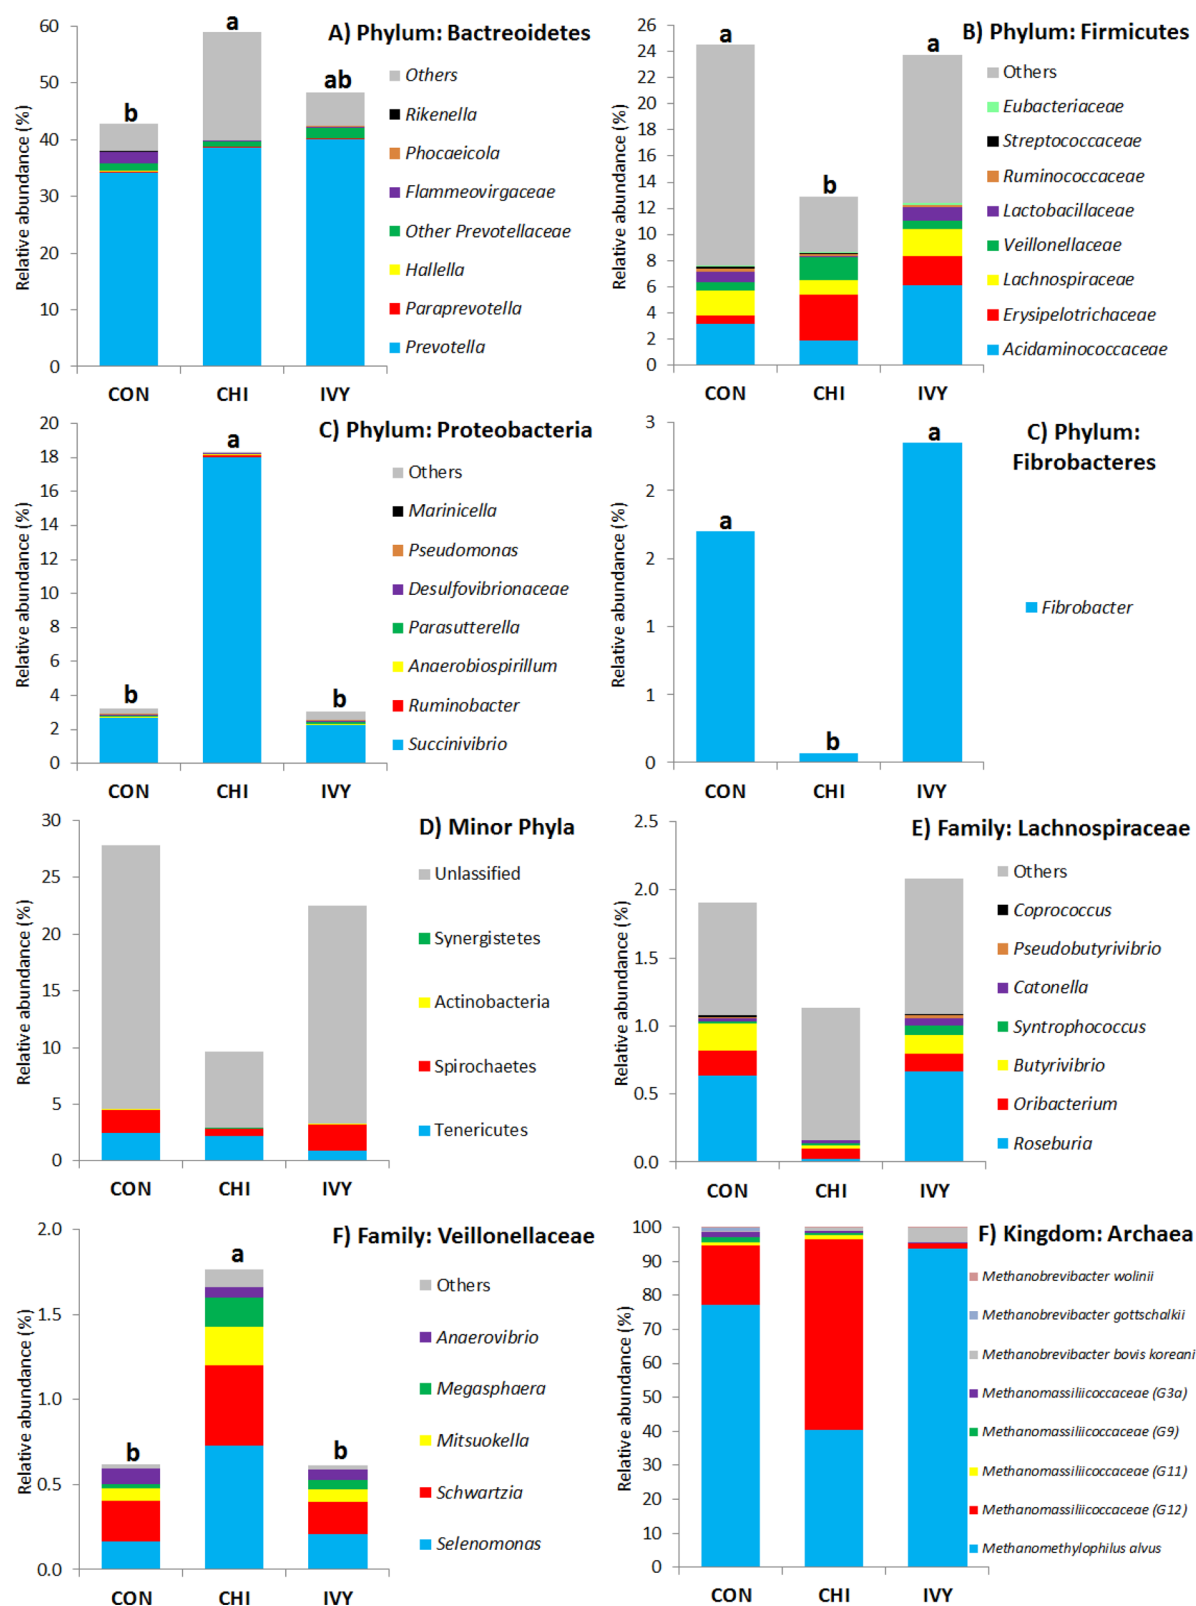 A) Phylum: Bactreoidetes
Relative abundance (%)
60
50
40
30
20
10
0
b
a
ab
CON
CHI
IVY
Others
Rikenella
Phocaeicola
Flammeovirgaceae
Other Prevotellaceae
Hallella
Paraprevotella
Prevotella
B) Phylum: Firmicutes
Relative abundance (%)
26
24
22
20
18
16
14
12
10
8
6
4
2
0
a
b
a
CON
CHI
IVY
Others
Eubacteriaceae
Streptococcaceae
Ruminococcaceae
Lactobacillaceae
Veillonellaceae
Lachnospiraceae
Erysipelotrichaceae
Acidaminococcaceae
C) Phylum: Proteobacteria
Relative abundance (%)
20
18
16
14
12
10
8
6
4
2
0
b
a
b
CON
CHI
IVY
Others
Marinicella
Pseudomonas
Desulfovibrionaceae
Parasutterella
Anaerobiospirillum
Ruminobacter
Succinivibrio
C) Phylum:
Fibrobacteres
Relative abundance (%)
3
2
2
1
1
0
a
b
a
CON
CHI
IVY
Fibrobacter
D) Minor Phyla
Relative abundance (%)
30
25
20
15
10
5
0
CON
CHI
IVY
Unclassified
Synergistetes
Actinobacteria
Spirochaetes
Tenericutes
E) Family: Lachnospiraceae
Relative abundance (%)
2.5
2.0
1.5
1.0
0.5
0.0
CON
CHI
IVY
Others
Coprococcus
Pseudobutyrivibrio
Catonella
Syntrophococcus
Butyrivibrio
Oribacterium
Roseburia
F) Family: Veillonellaceae
Relative abundance (%)
2.0
1.5
1.0
0.5
0.0
b
a
b
CON
CHI
IVY
Others
Anaerovibrio
Megasphaera
Mitsuokella
Schwartzia
Selenomonas
F) Kingdom: Archaea
Relative abundance (%)
100
90
80
70
60
50
40
30
20
10
0
CON
CHI
IVY
Methanobrevibacter wolinii
Methanobrevibacter gottschalkii
Methanobrevibacter bovis koreani
Methanomassiliicoccaceae (G3a)
Methanomassiliicoccaceae (G9)
Methanomassiliicoccaceae (G11)
Methanomassiliicoccaceae (G12)
Methanomethylophilus alvus